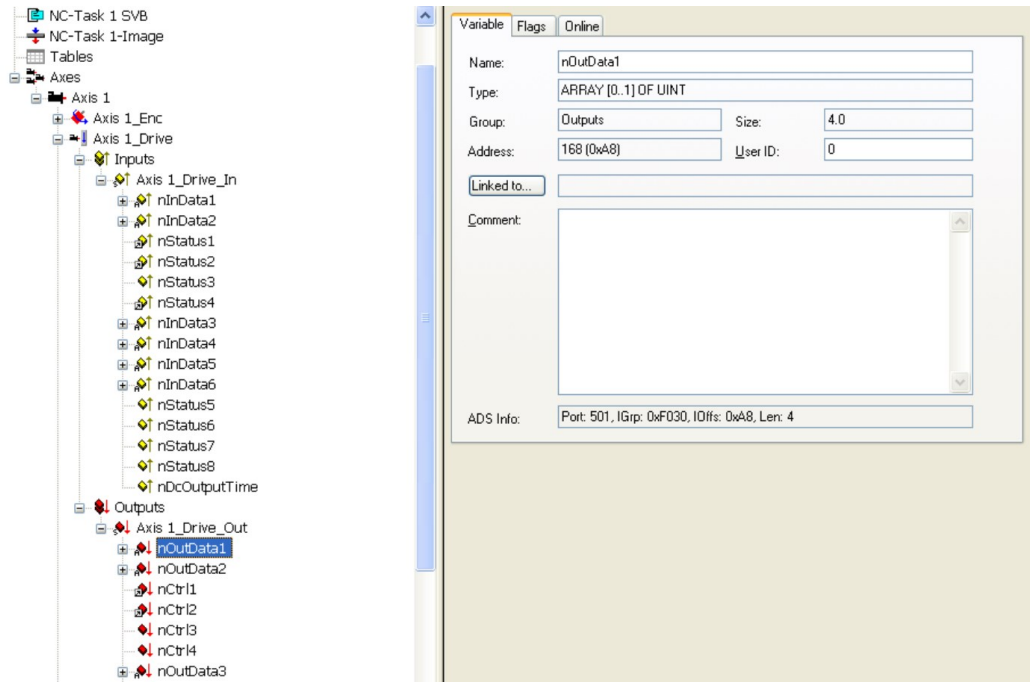 NC-Task 1 SVB
NC-Task 1-Image
Tables
Axes
Axis 1
Axis 1_Enc
Axis 1_Drive
Inputs
Axis 1_Drive_In
nInData1
nInData2
nStatus1
nStatus2
nStatus3
nStatus4
nInData3
nInData4
nInData5
nInData6
nStatus5
nStatus6
nStatus7
nStatus8
nDcOutputTime
Outputs
Axis 1_Drive_Out
nOutData1
nOutData2
nCtrl1
nCtrl2
nCtrl3
nCtrl4
nOutData3
Variable Flags Online
Name: nOutData1
Type: ARRAY [0..1] OF UINT
Group: Outputs Size: 4.0
Address: 168 (0xA8) User ID: 0
Linked to...
Comment:
ADS Info: Port: 501, IGrp: 0xF030, IOffs: 0xA8, Len: 4